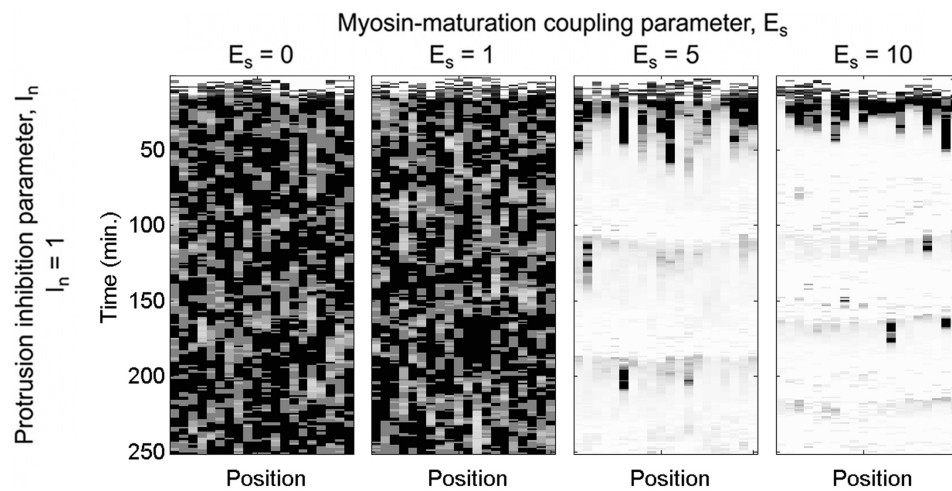 Myosin-maturation coupling parameter, Es
Es = 0
Es = 1
Es = 5
Es = 10
Protrusion inhibition parameter, In
In = 1
Time (min.)
50
100
150
200
250
Position
Position
Position
Position